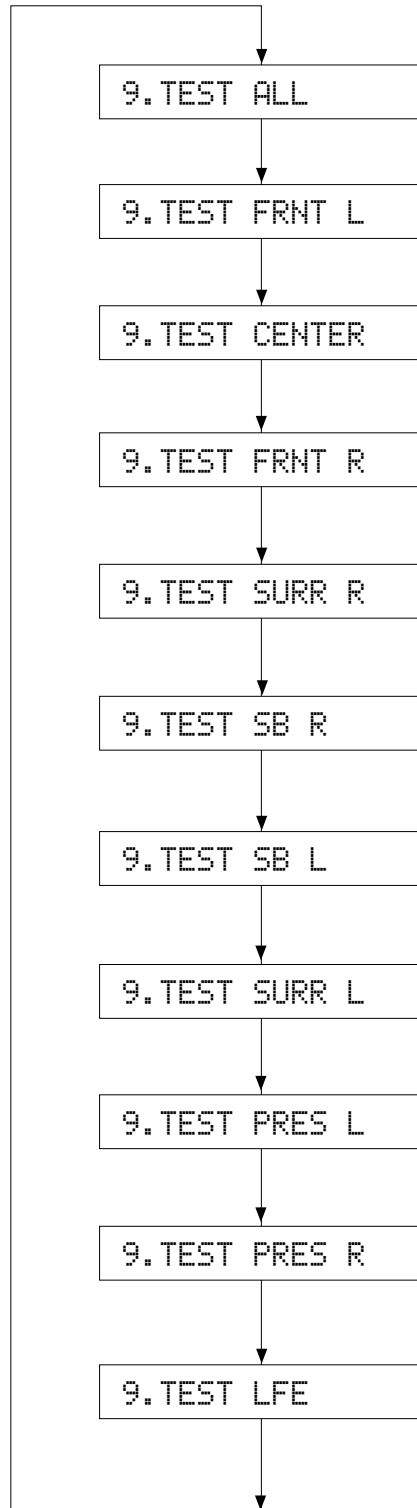 9.TEST ALL
9.TEST FRNT L
9.TEST CENTER
9.TEST FRNT R
9.TEST SURR R
9.TEST SB R
9.TEST SB L
9.TEST SURR L
9.TEST PRES L
9.TEST PRES R
9.TEST LFE